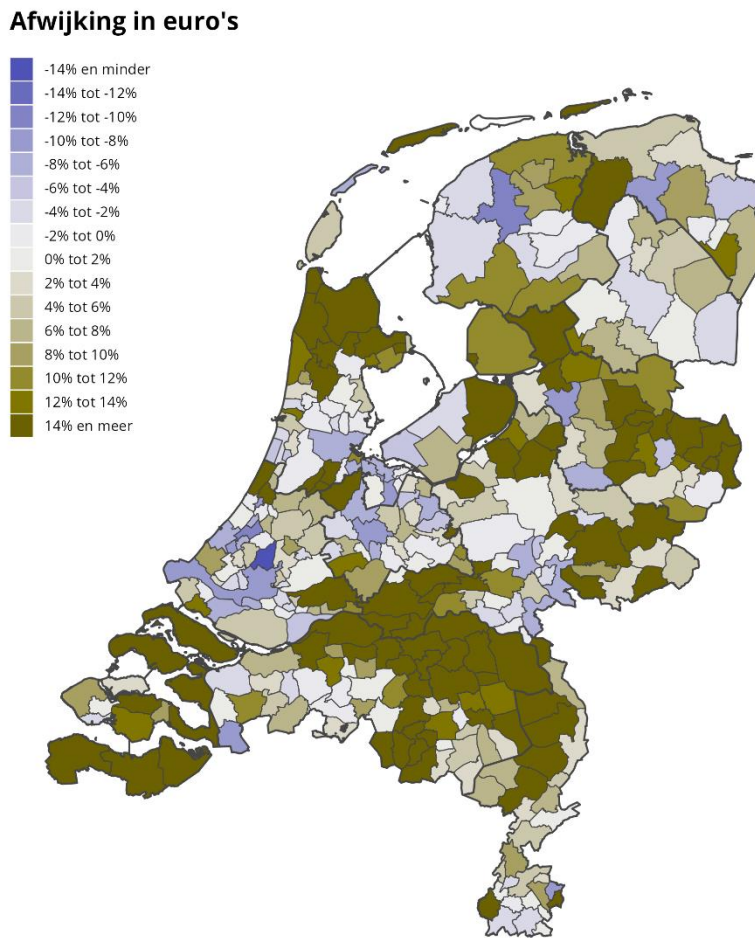 Afwijking in euro's
-14% en minder
-14% tot -12%
-12% tot -10%
-10% tot -8%
-8% tot -6%
-6% tot -4%
-4% tot -2%
-2% tot 0%
0% tot 2%
2% tot 4%
4% tot 6%
6% tot 8%
8% tot 10%
10% tot 12%
12% tot 14%
14% en meer